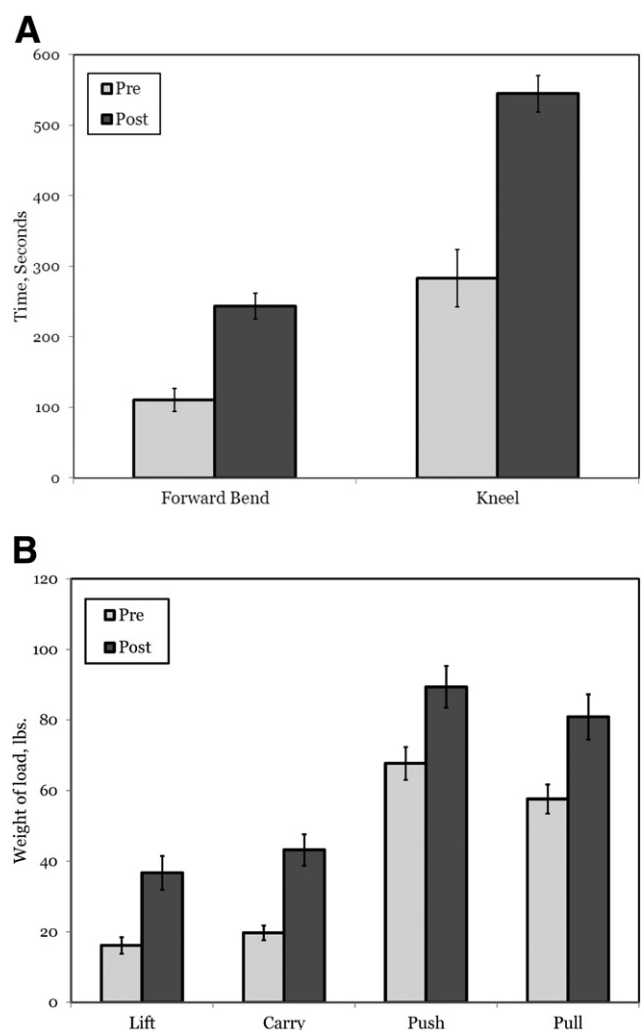 A
600
500
400
300
200
100
0
Time, Seconds
Pre
Post
Forward Bend
Kneel
B
120
100
80
60
40
20
0
Weight of load, lbs.
Pre
Post
Lift
Carry
Push
Pull